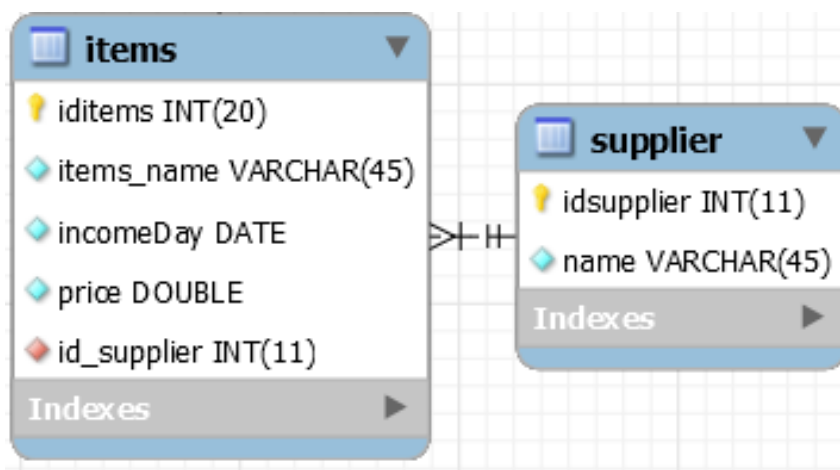 items
iditems INT(20)
items_name VARCHAR(45)
incomeDay DATE
price DOUBLE
id_supplier INT(11)
Indexes
supplier
idsupplier INT(11)
name VARCHAR(45)
Indexes